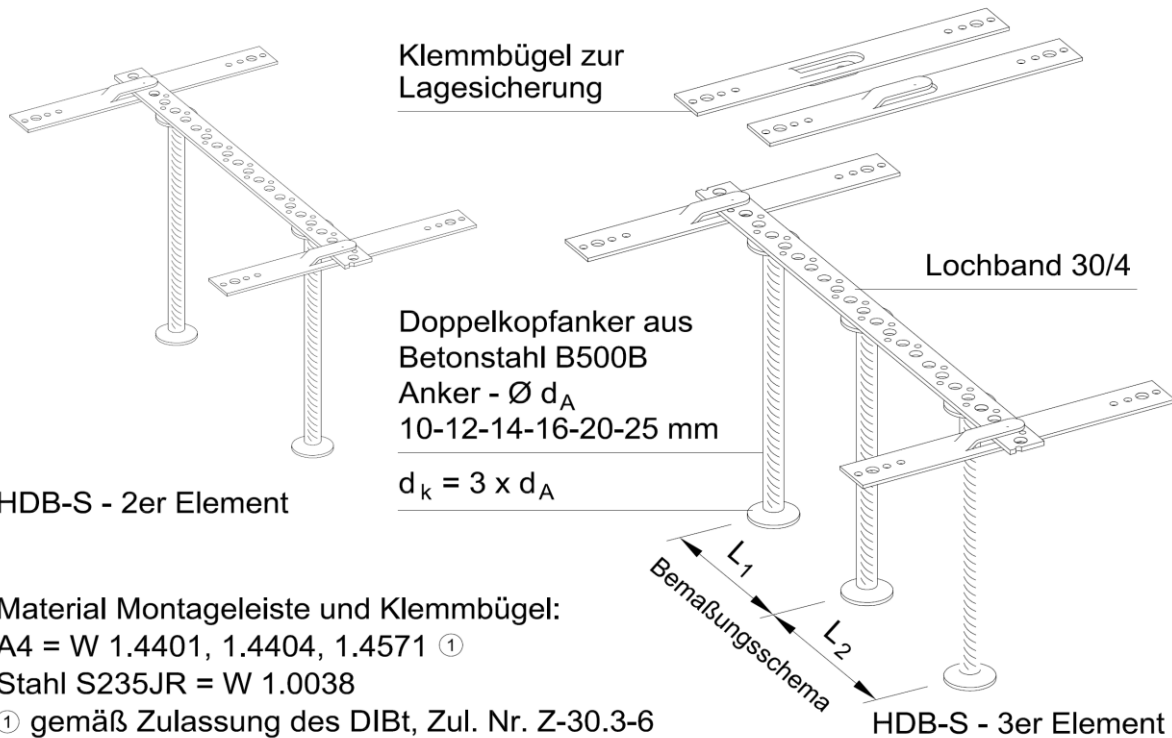 Klemmbügel zur
Lagesicherung
Lochband 30/4
Doppelkopfanker aus
Betonstahl B500B
Anker - Ø dA
10-12-14-16-20-25 mm
dk = 3 x dA
HDB-S - 2er Element
L1
L2
Bemaßungsschema
Material Montageleiste und Klemmbügel:
A4 = W 1.4401, 1.4404, 1.4571 ①
Stahl S235JR = W 1.0038
① gemäß Zulassung des DIBt, Zul. Nr. Z-30.3-6
HDB-S - 3er Element